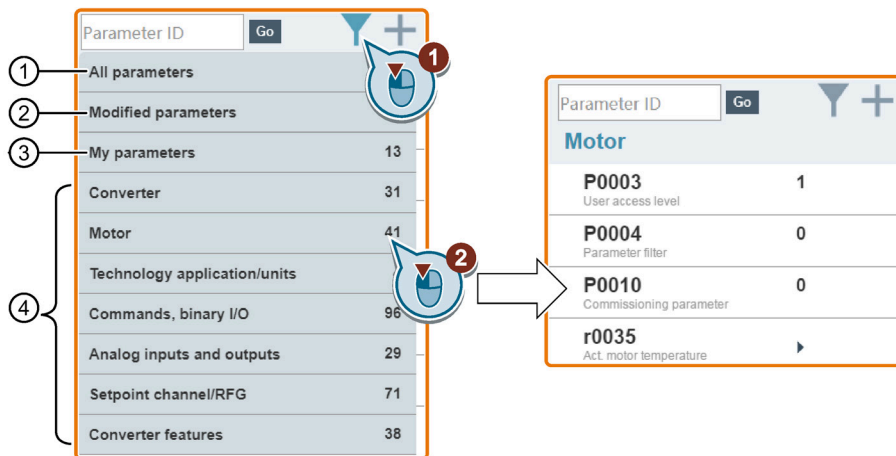 Parameter ID Go
1
① All parameters
② Modified parameters
③ My parameters 13
④
Converter 31
Motor 41
2
Technology application/units
Commands, binary I/O 96
Analog inputs and outputs 29
Setpoint channel/RFG 71
Converter features 38
Parameter ID Go
Motor
P0003 1
User access level
P0004 0
Parameter filter
P0010 0
Commissioning parameter
r0035
Act. motor temperature